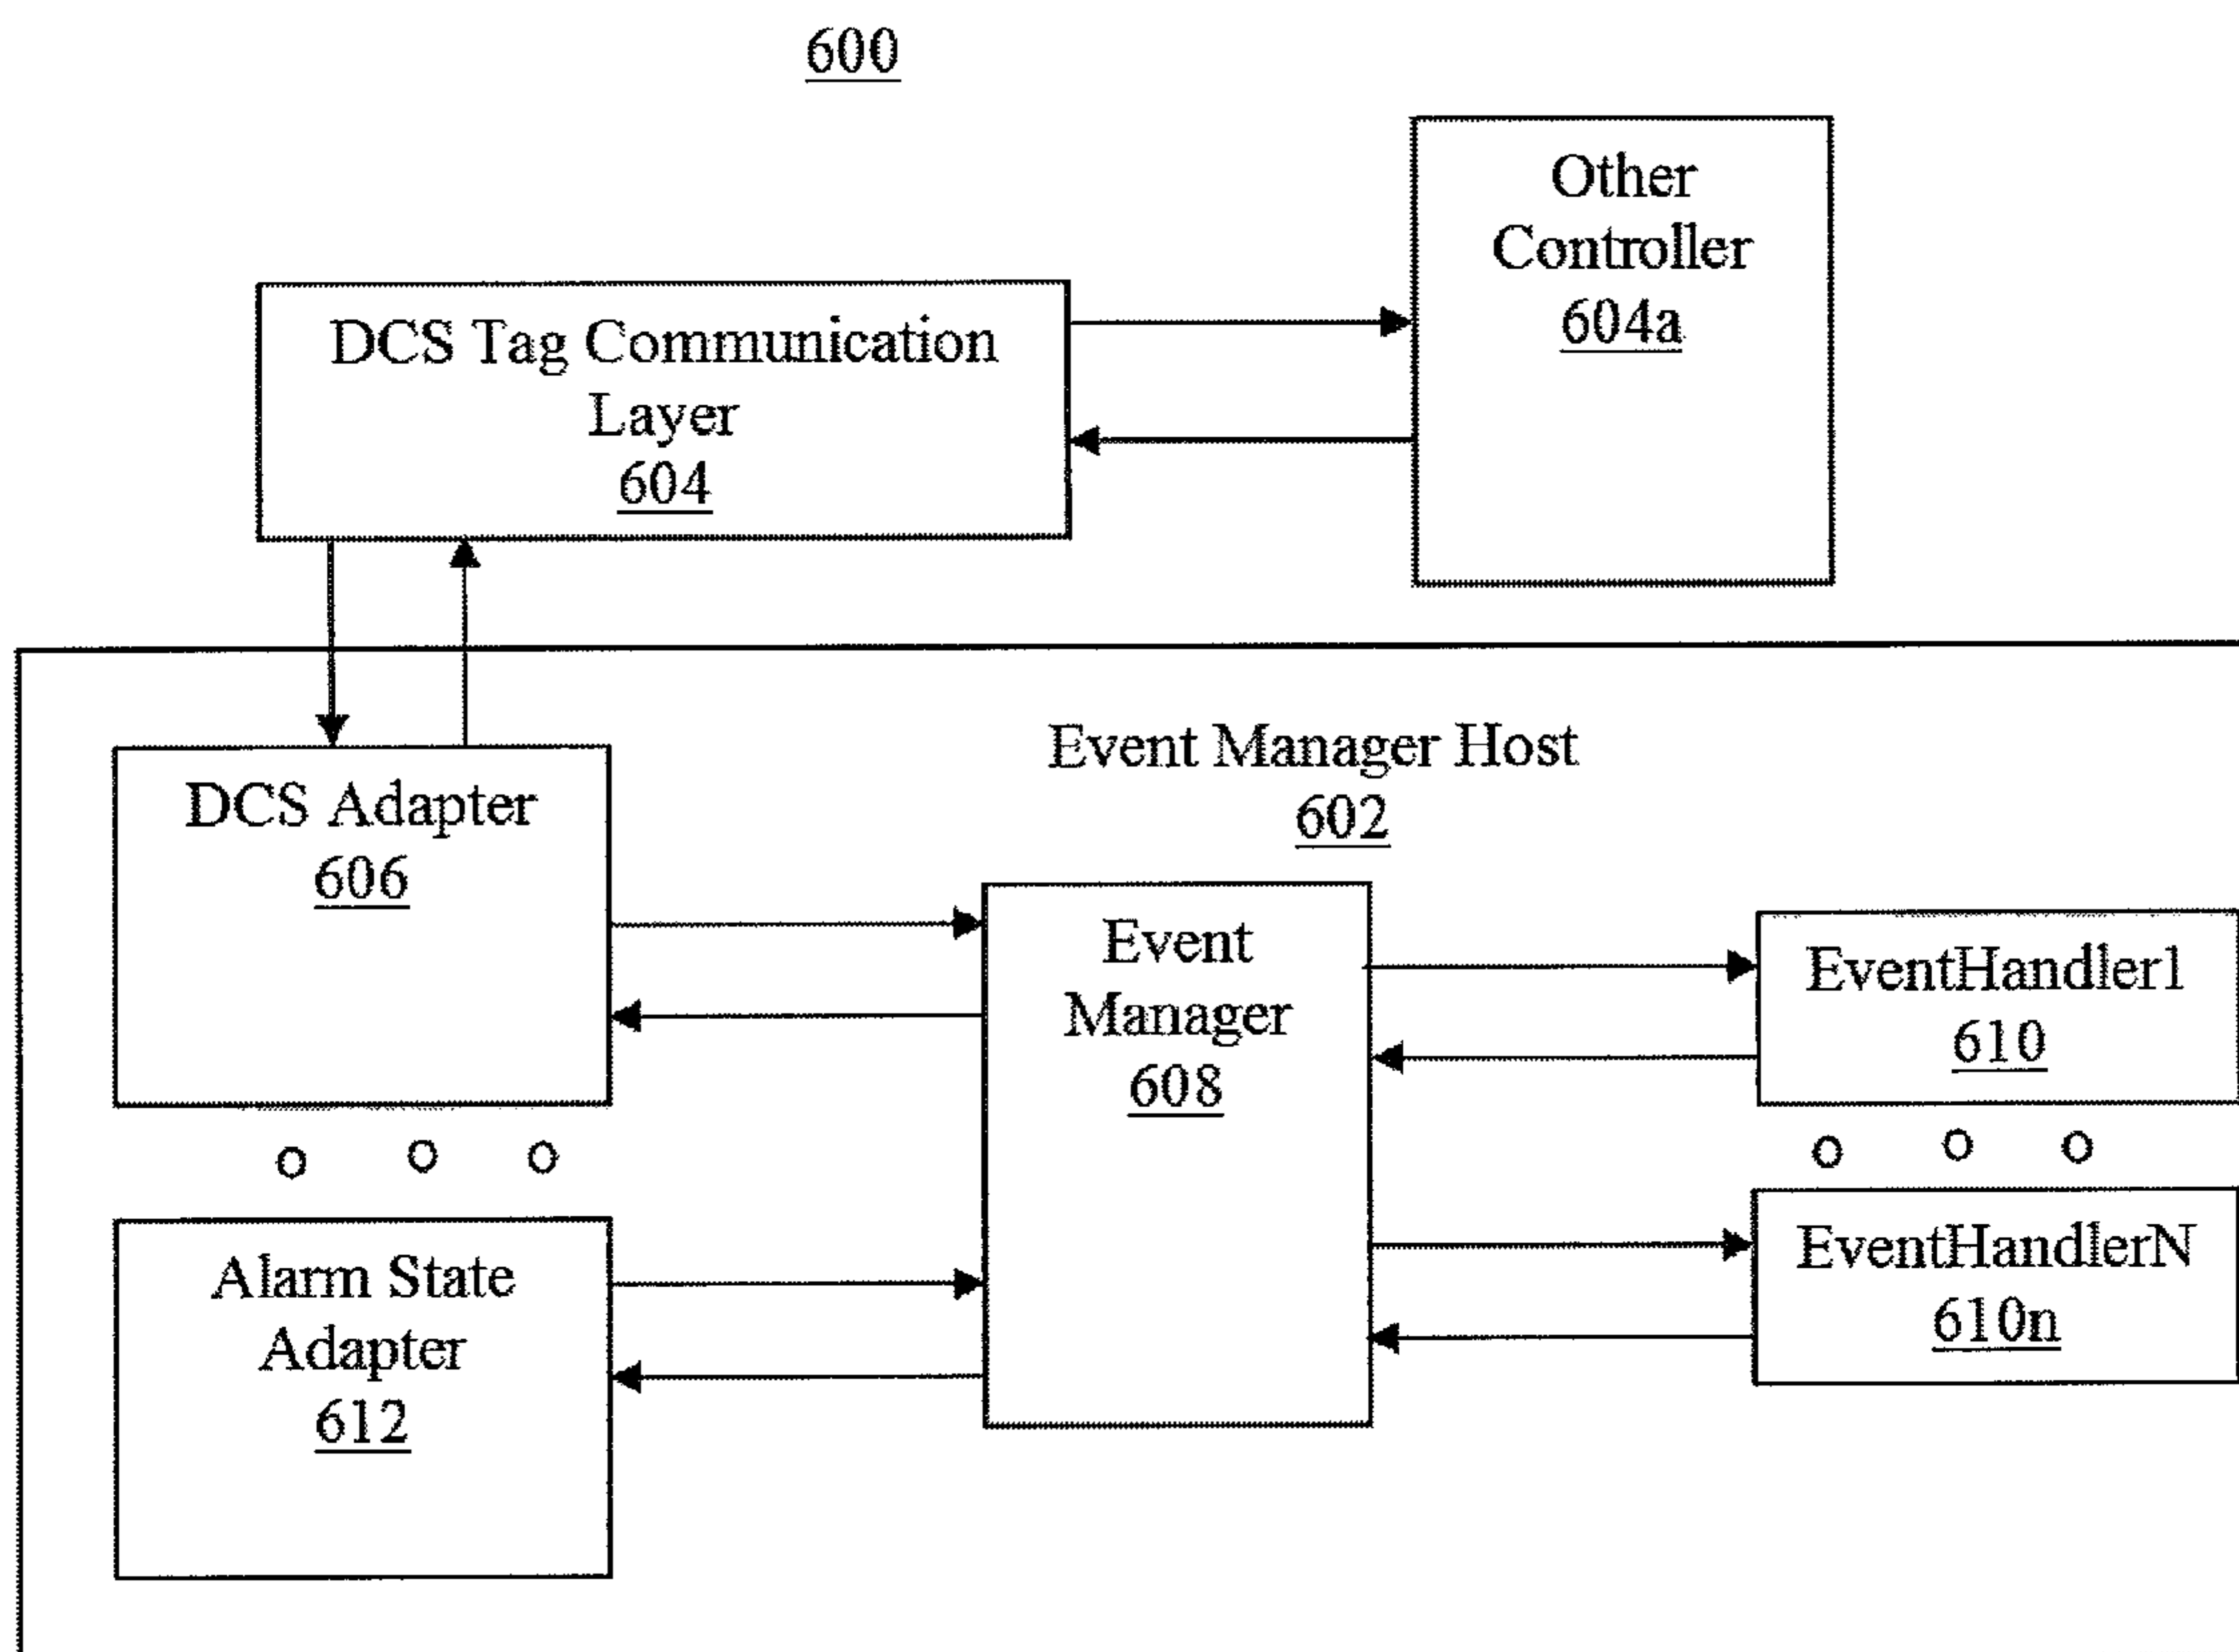 600
Other
Controller
604a
DCS Tag Communication
Layer
604
Event Manager Host
602
DCS Adapter
606
Event
Manager
608
EventHandler1
610
Alarm State
Adapter
612
EventHandlerN
610n